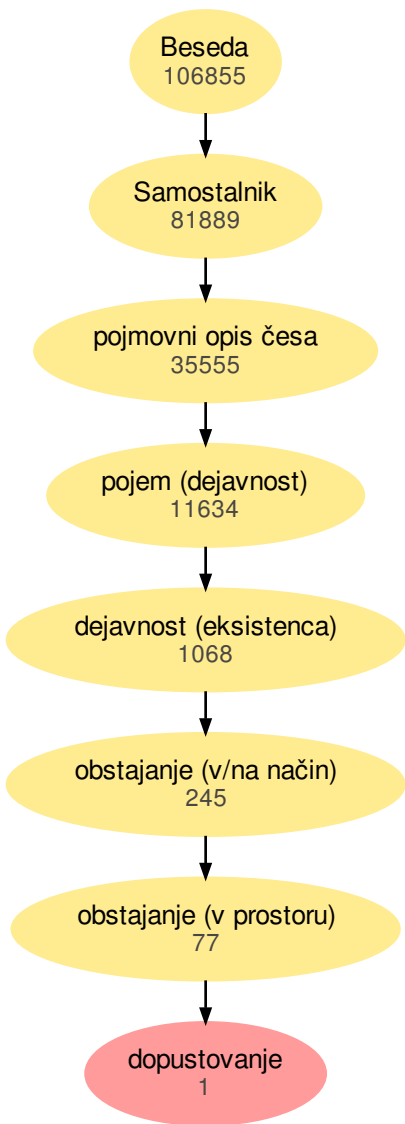 Beseda
106855
Samostalnik
81889
pojmovni opis česa
35555
pojem (dejavnost)
11634
dejavnost (eksistenca)
1068
obstajanje (v/na način)
245
obstajanje (v prostoru)
77
dopustovanje
1